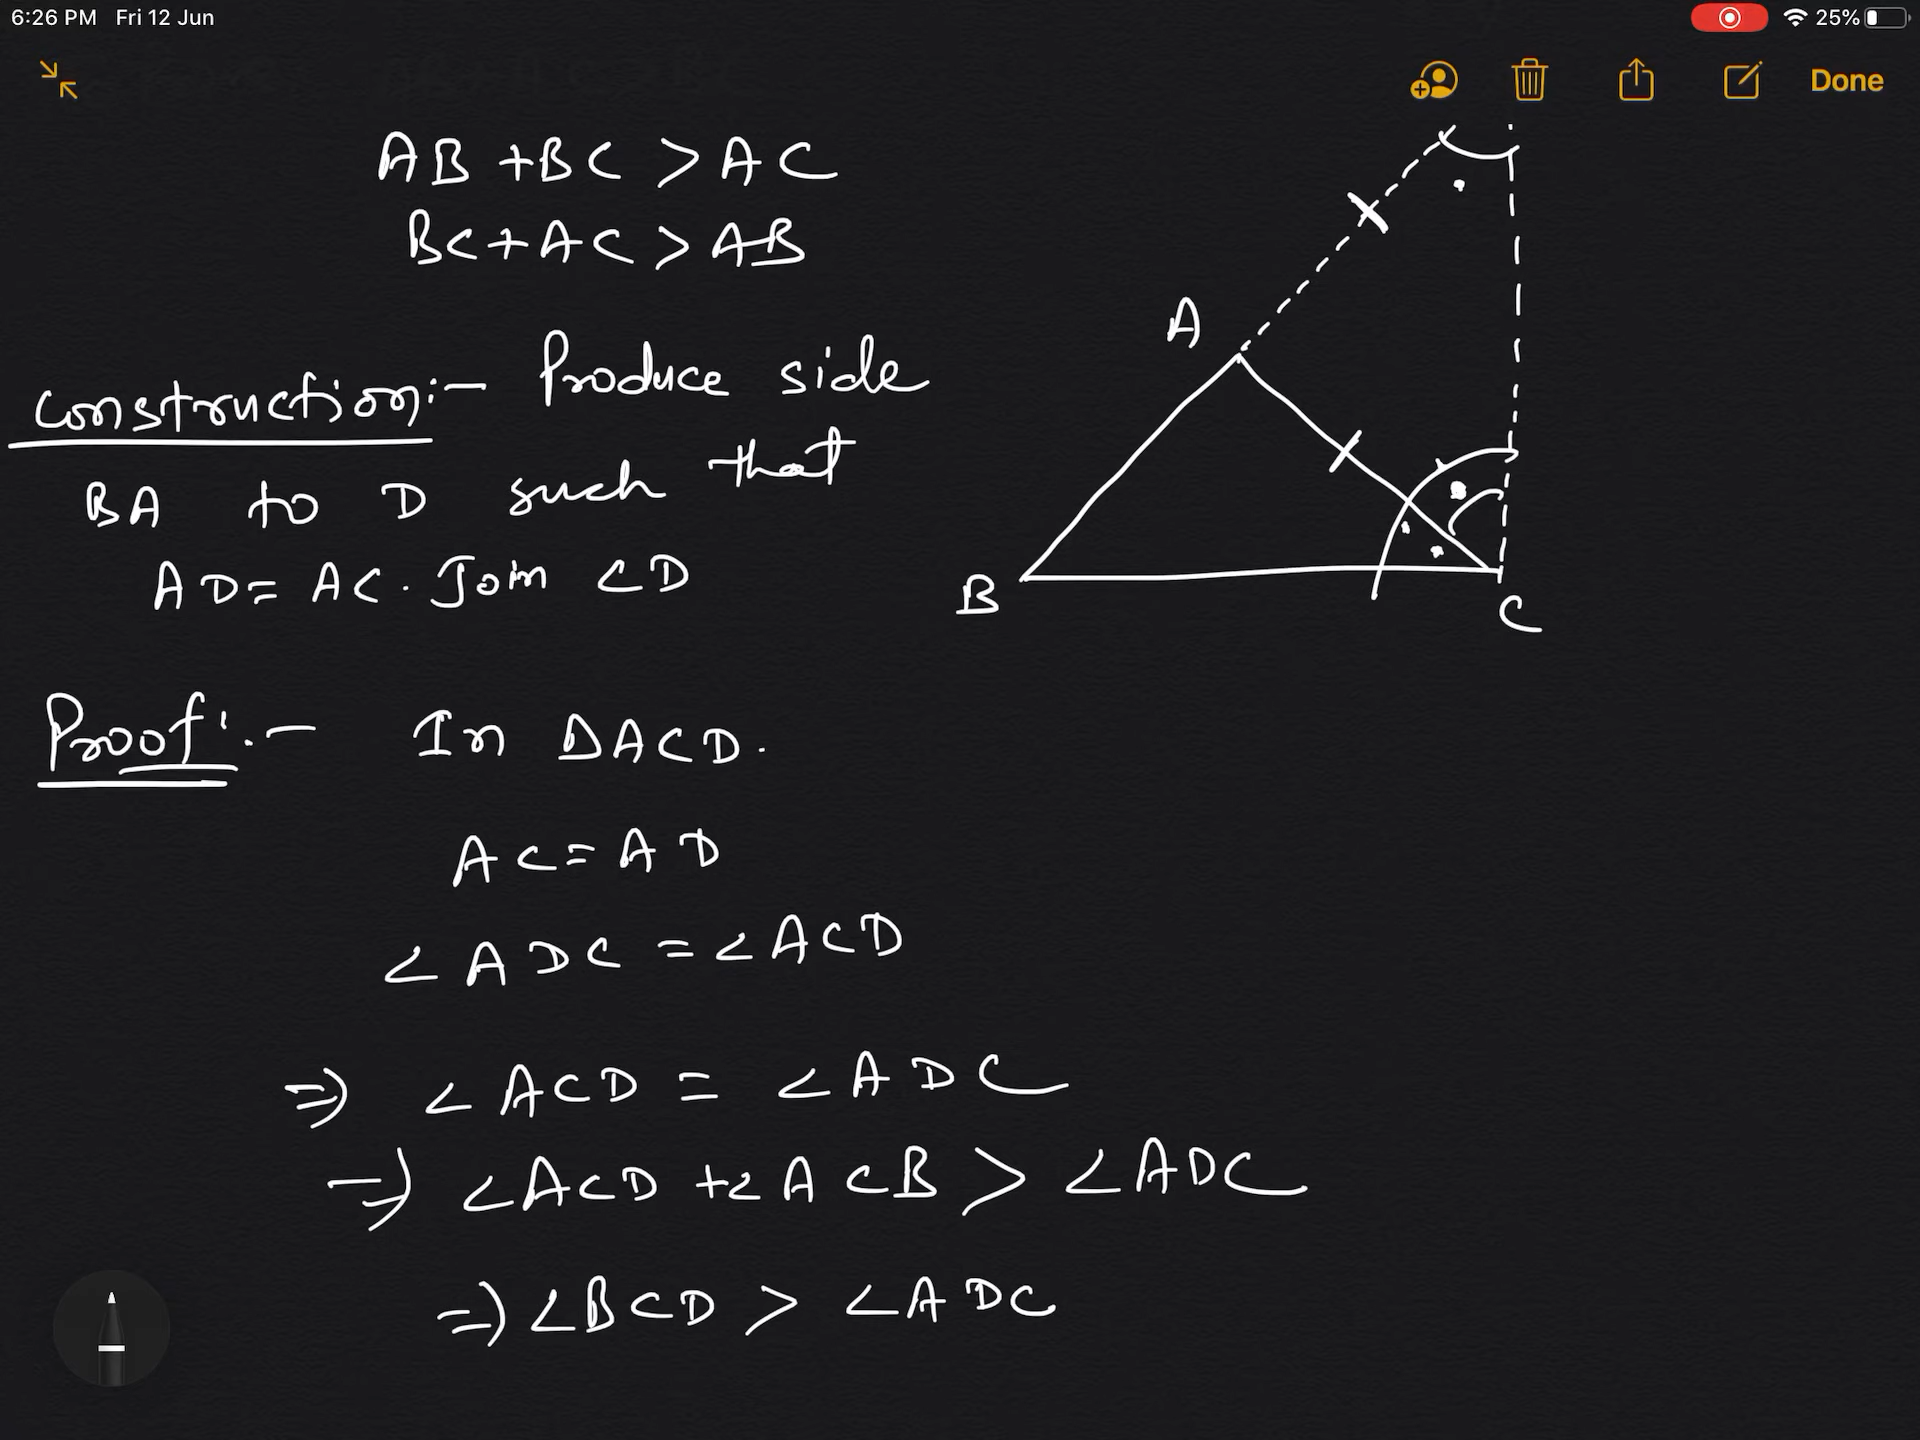 6:26 PM Fri 12 Jun 25%
Done
AB + BC > AC
BC + AC > AB
A
Construction:- Produce side
BA to D such that
AD = AC. Join CD
B
C
Proof:- In ΔACD.
AC = AD
∠ADC = ∠ACD
⇒ ∠ACD = ∠ADC
⇒ ∠ACD + ∠ACB > ∠ADC
⇒ ∠BCD > ∠ADC